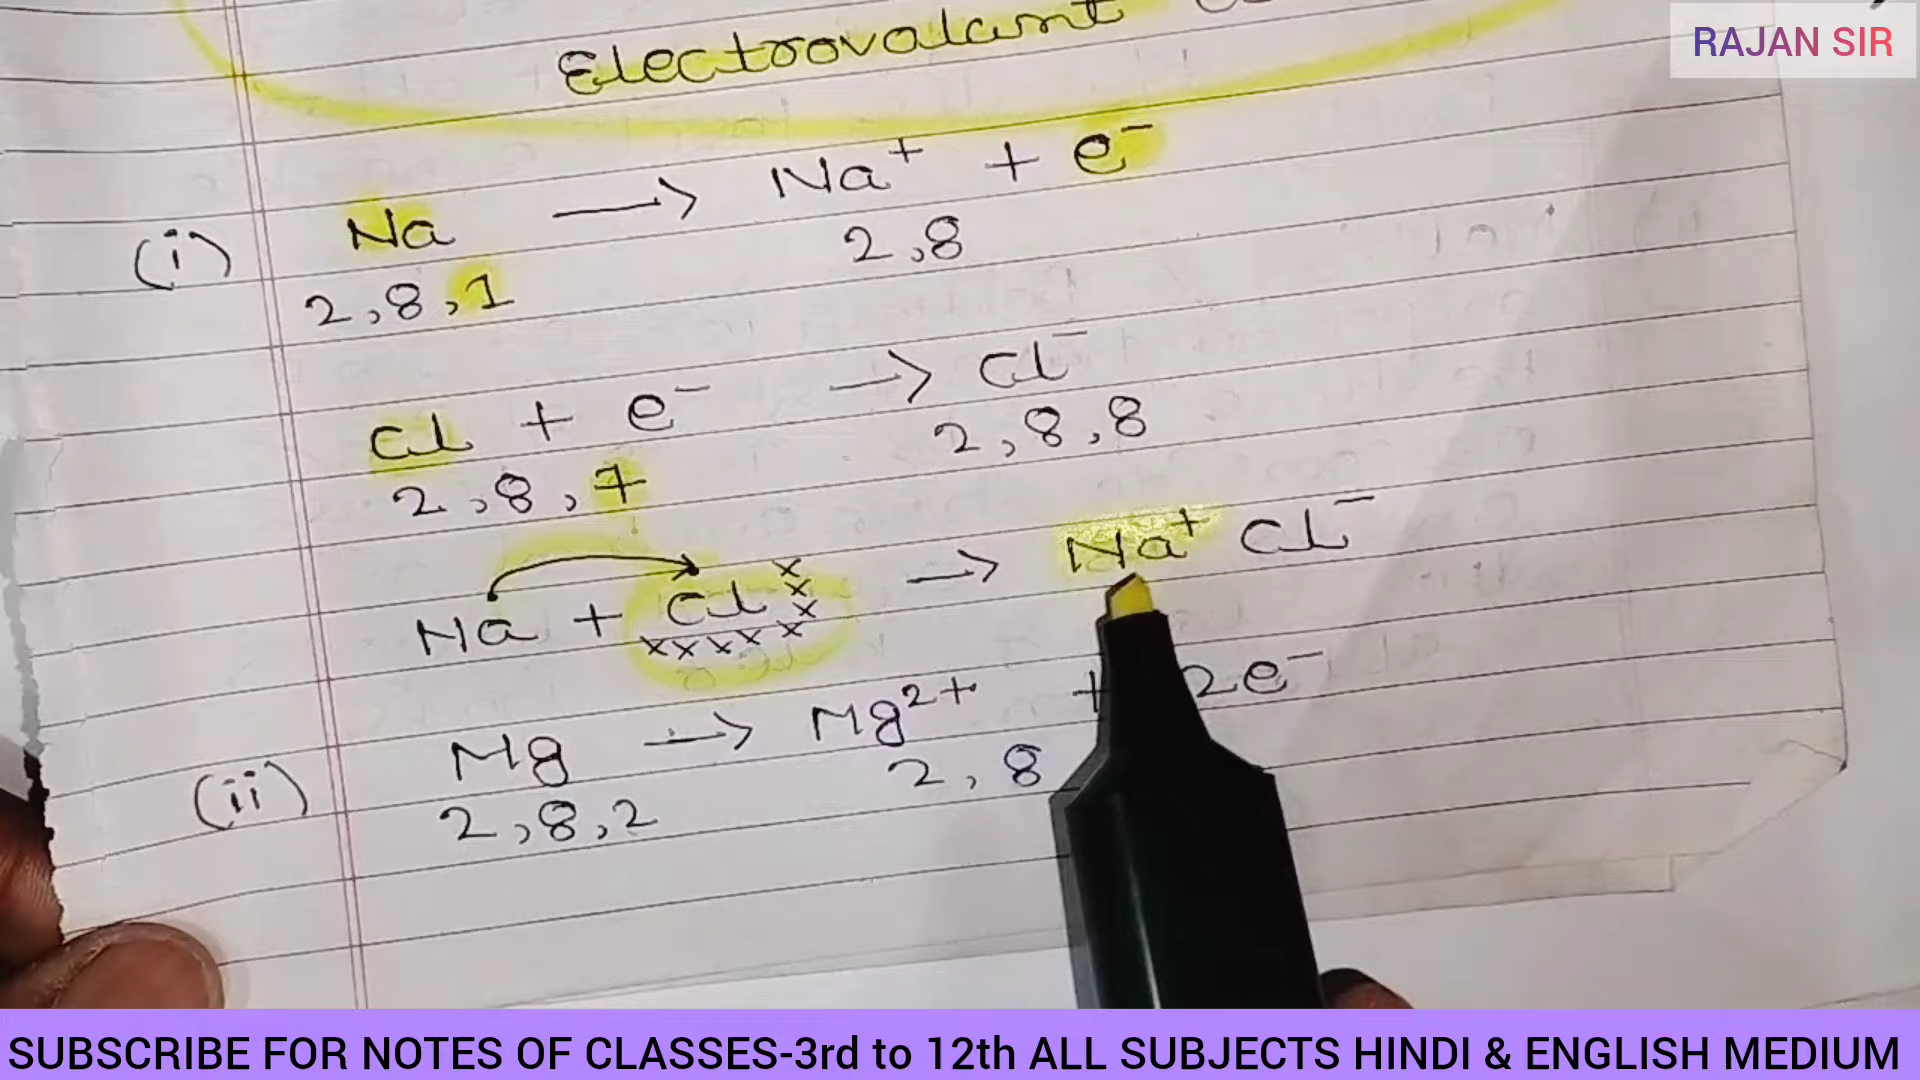 RAJAN SIR
Electrovalent
(i) Na → Na⁺ + e⁻
2,8,1 2,8
Cl + e⁻ → Cl⁻
2,8,7 2,8,8
Na + Cl xxxxxxxx → Na⁺ Cl⁻
(ii) Mg → Mg²⁺ + 2e⁻
2,8,2 2,8
SUBSCRIBE FOR NOTES OF CLASSES-3rd to 12th ALL SUBJECTS HINDI & ENGLISH MEDIUM